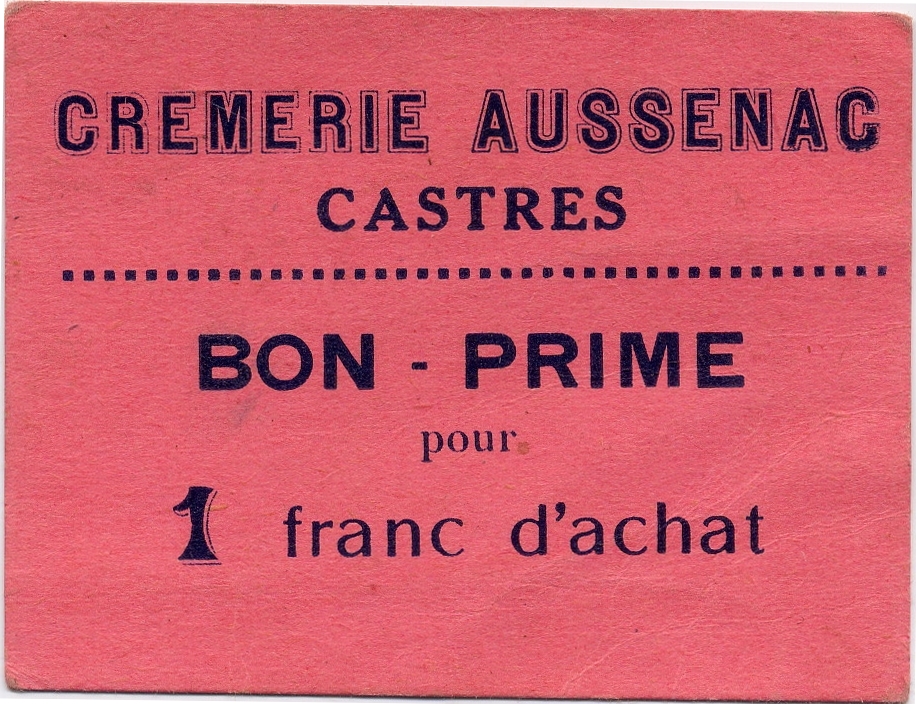 CREMERIE AUSSENAC
CASTRES
BON - PRIME
pour
1 franc d'achat